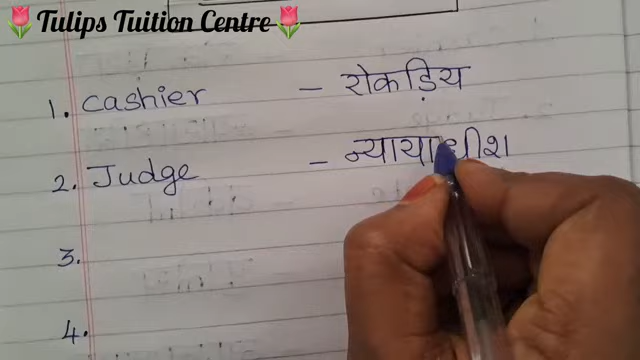 🌷Tulips Tuition Centre🌷
1. Cashier - रोकड़िय
2. Judge - न्यायाधीश
3.
4.